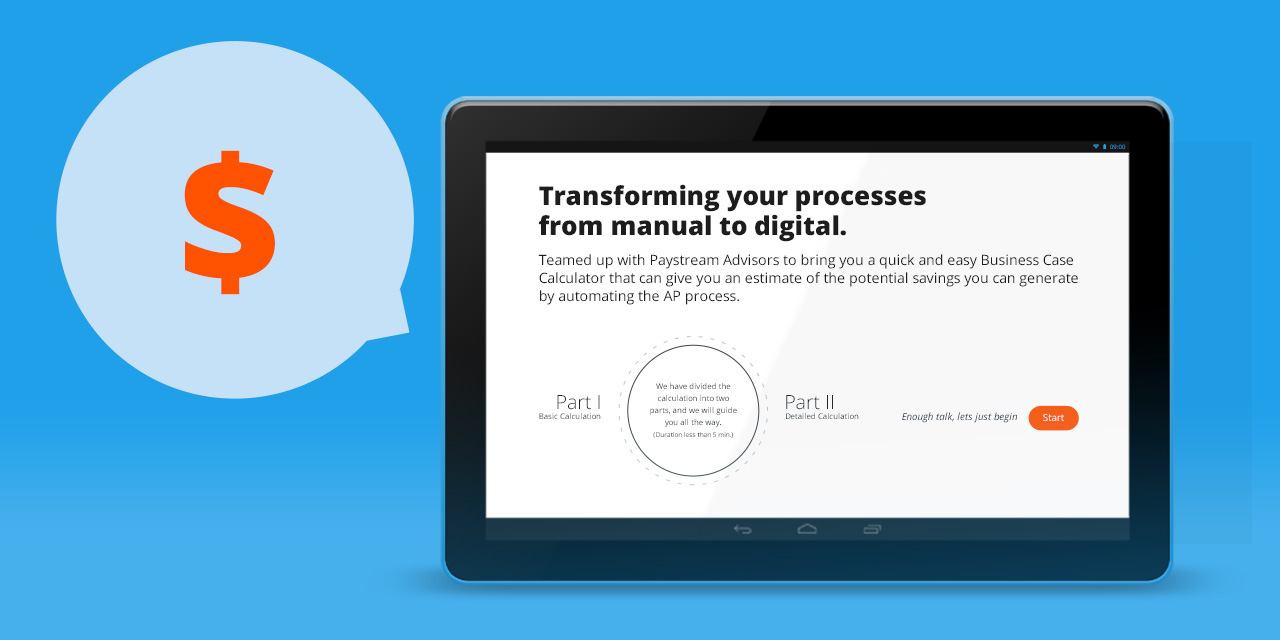 $
09:00
Transforming your processes
from manual to digital.
Teamed up with Paystream Advisors to bring you a quick and easy Business Case
Calculator that can give you an estimate of the potential savings you can generate
by automating the AP process.
Part I
Basic Calculation
We have divided the
calculation into two
parts, and we will guide
you all the way.
(Duration less than 5 min.)
Part II
Detailed Calculation
Enough talk, lets just begin
Start